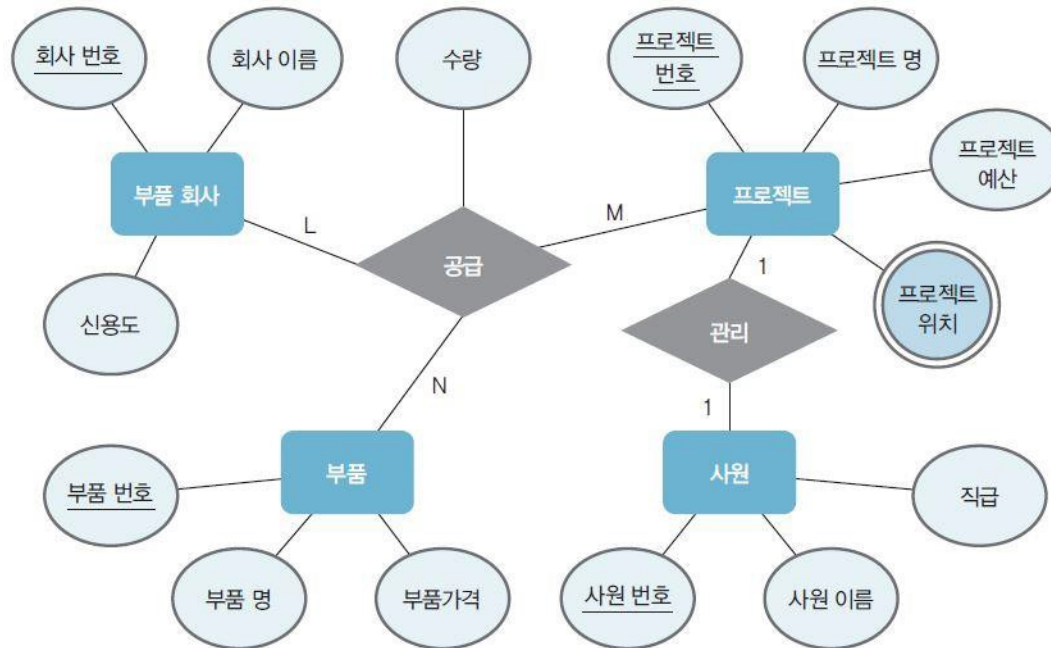 회사 번호
회사 이름
수량
프로젝트
번호
프로젝트 명
프로젝트
예산
부품 회사
프로젝트
L
M
공급
1
프로젝트
위치
신용도
관리
N
1
부품
사원
부품 번호
직급
부품 명
부품가격
사원 번호
사원 이름